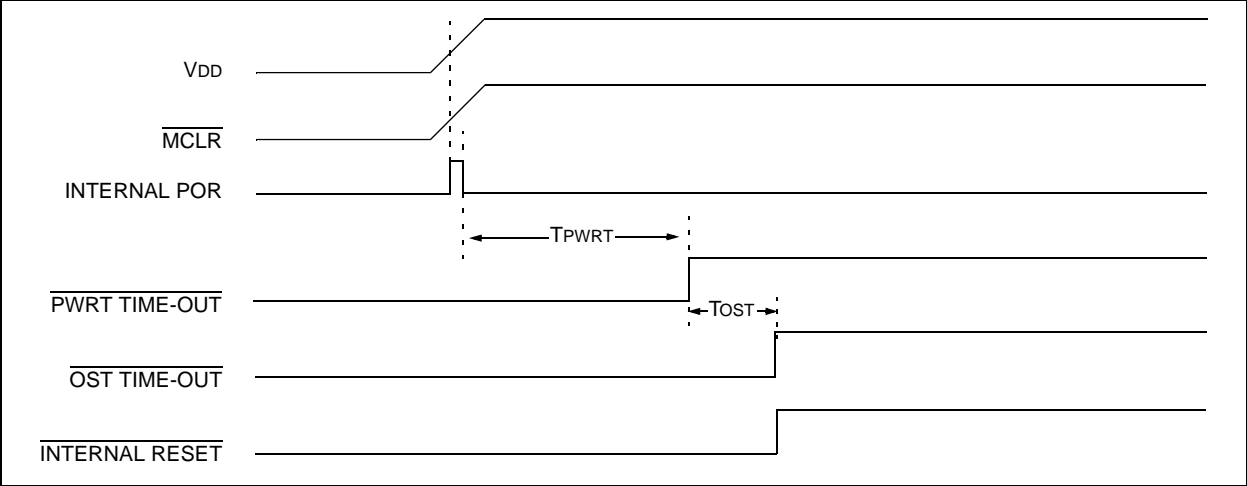 VDD
MCLR
INTERNAL POR
TPWRT
PWRT TIME-OUT
TOST
OST TIME-OUT
INTERNAL RESET